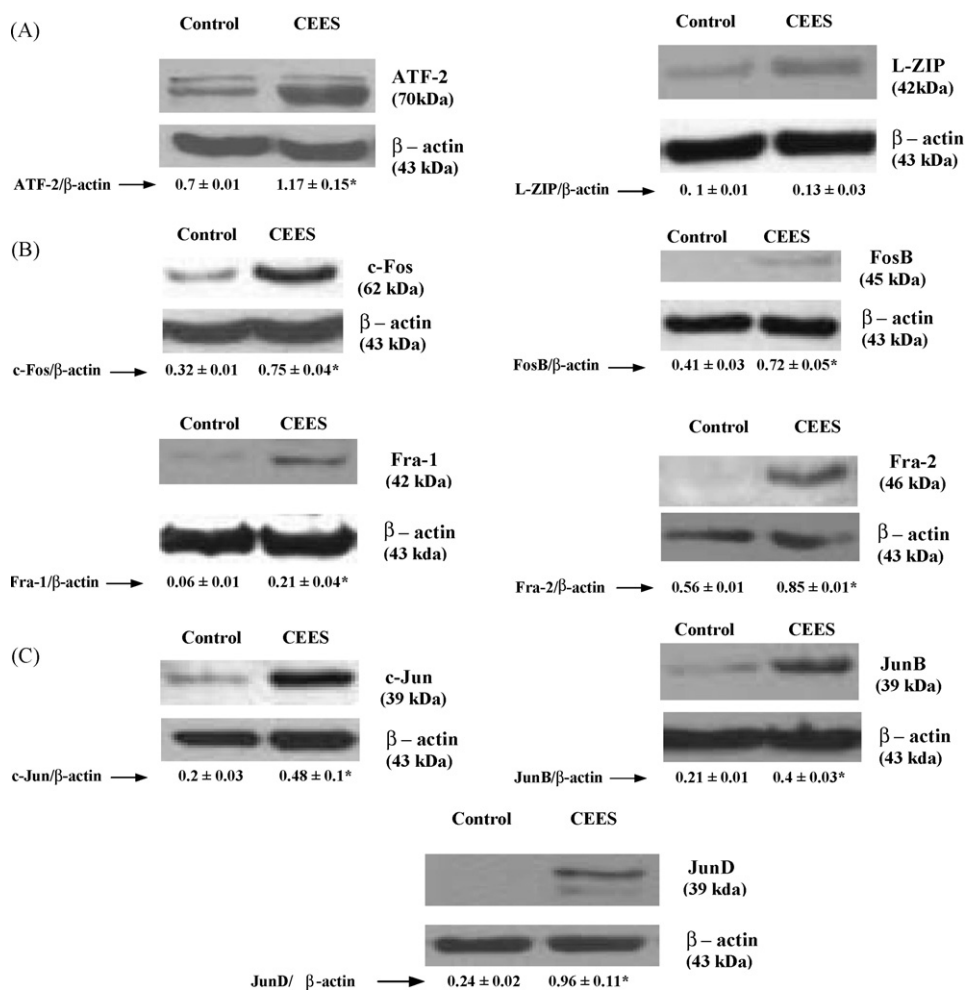 (A)
Control CEES
ATF-2
(70kDa)
β – actin
(43 kDa)
ATF-2/β-actin 0.7 ± 0.01 1.17 ± 0.15*
Control CEES
L-ZIP
(42kDa)
β – actin
(43 kDa)
L-ZIP/β-actin 0. 1 ± 0.01 0.13 ± 0.03
(B)
Control CEES
c-Fos
(62 kDa)
β – actin
(43 kDa)
c-Fos/β-actin 0.32 ± 0.01 0.75 ± 0.04*
Control CEES
FosB
(45 kDa)
β – actin
(43 kDa)
FosB/β-actin 0.41 ± 0.03 0.72 ± 0.05*
Control CEES
Fra-1
(42 kDa)
β – actin
(43 kda)
Fra-1/β-actin 0.06 ± 0.01 0.21 ± 0.04*
Control CEES
Fra-2
(46 kDa)
β – actin
(43 kDa)
Fra-2/β-actin 0.56 ± 0.01 0.85 ± 0.01*
(C)
Control CEES
c-Jun
(39 kDa)
β – actin
(43 kDa)
c-Jun/β-actin 0.2 ± 0.03 0.48 ± 0.1*
Control CEES
JunB
(39 kDa)
β – actin
(43 kda)
JunB/β-actin 0.21 ± 0.01 0.4 ± 0.03*
Control CEES
JunD
(39 kda)
β – actin
(43 kDa)
JunD/ β-actin 0.24 ± 0.02 0.96 ± 0.11*